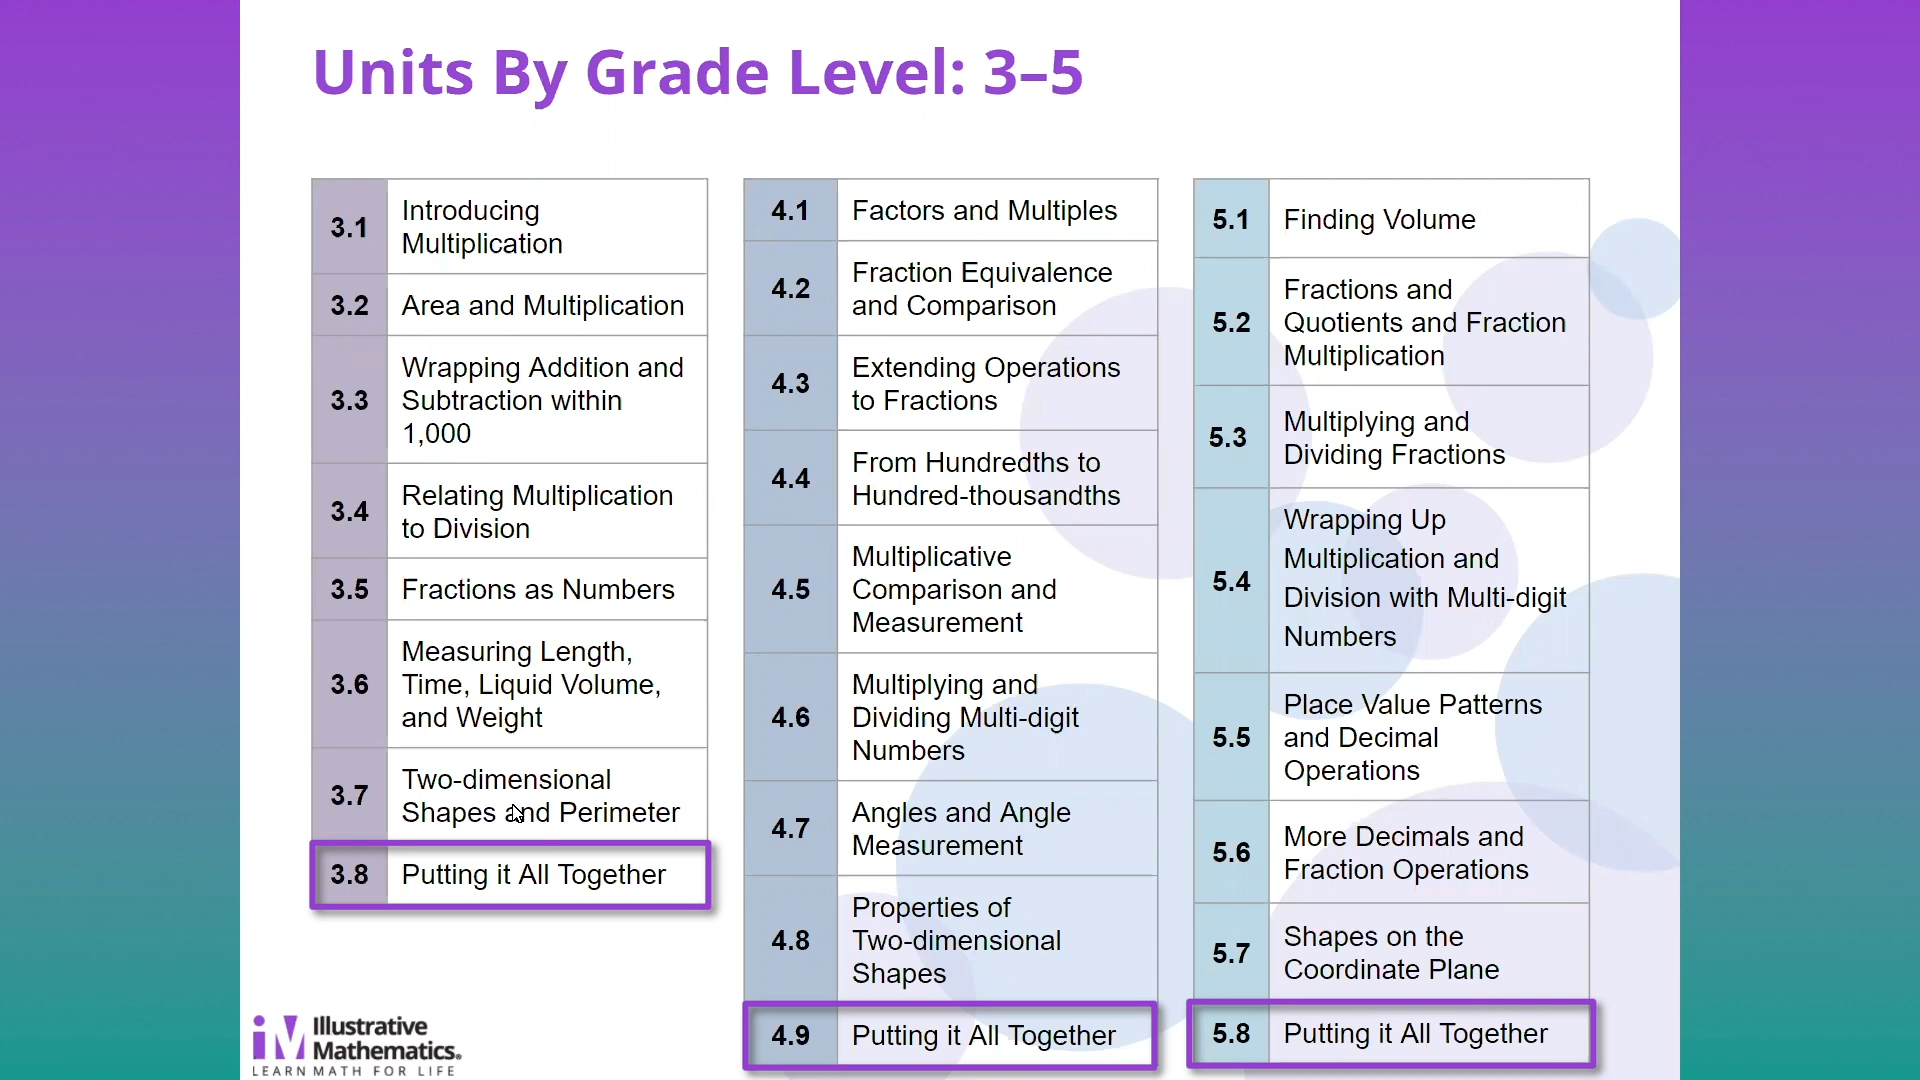 Units By Grade Level: 3–5
3.1
Introducing
Multiplication
3.2
Area and Multiplication
3.3
Wrapping Addition and
Subtraction within
1,000
3.4
Relating Multiplication
to Division
3.5
Fractions as Numbers
3.6
Measuring Length,
Time, Liquid Volume,
and Weight
3.7
Two-dimensional
Shapes and Perimeter
3.8
Putting it All Together
4.1
Factors and Multiples
4.2
Fraction Equivalence
and Comparison
4.3
Extending Operations
to Fractions
4.4
From Hundredths to
Hundred-thousandths
4.5
Multiplicative
Comparison and
Measurement
4.6
Multiplying and
Dividing Multi-digit
Numbers
4.7
Angles and Angle
Measurement
4.8
Properties of
Two-dimensional
Shapes
4.9
Putting it All Together
5.1
Finding Volume
5.2
Fractions and
Quotients and Fraction
Multiplication
5.3
Multiplying and
Dividing Fractions
5.4
Wrapping Up
Multiplication and
Division with Multi-digit
Numbers
5.5
Place Value Patterns
and Decimal
Operations
5.6
More Decimals and
Fraction Operations
5.7
Shapes on the
Coordinate Plane
5.8
Putting it All Together
Illustrative
Mathematics.
LEARN MATH FOR LIFE